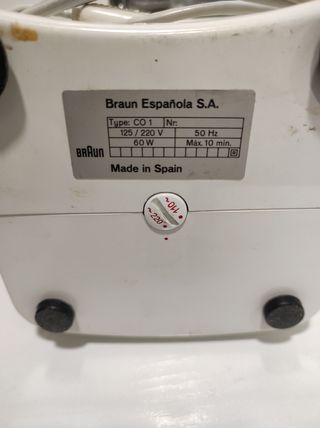 Braun Española S.A.
Type: CO 1 Nr:
125 / 220 V 50 Hz
60 W Máx. 10 min.
BRAUN
Made in Spain
~110
~220